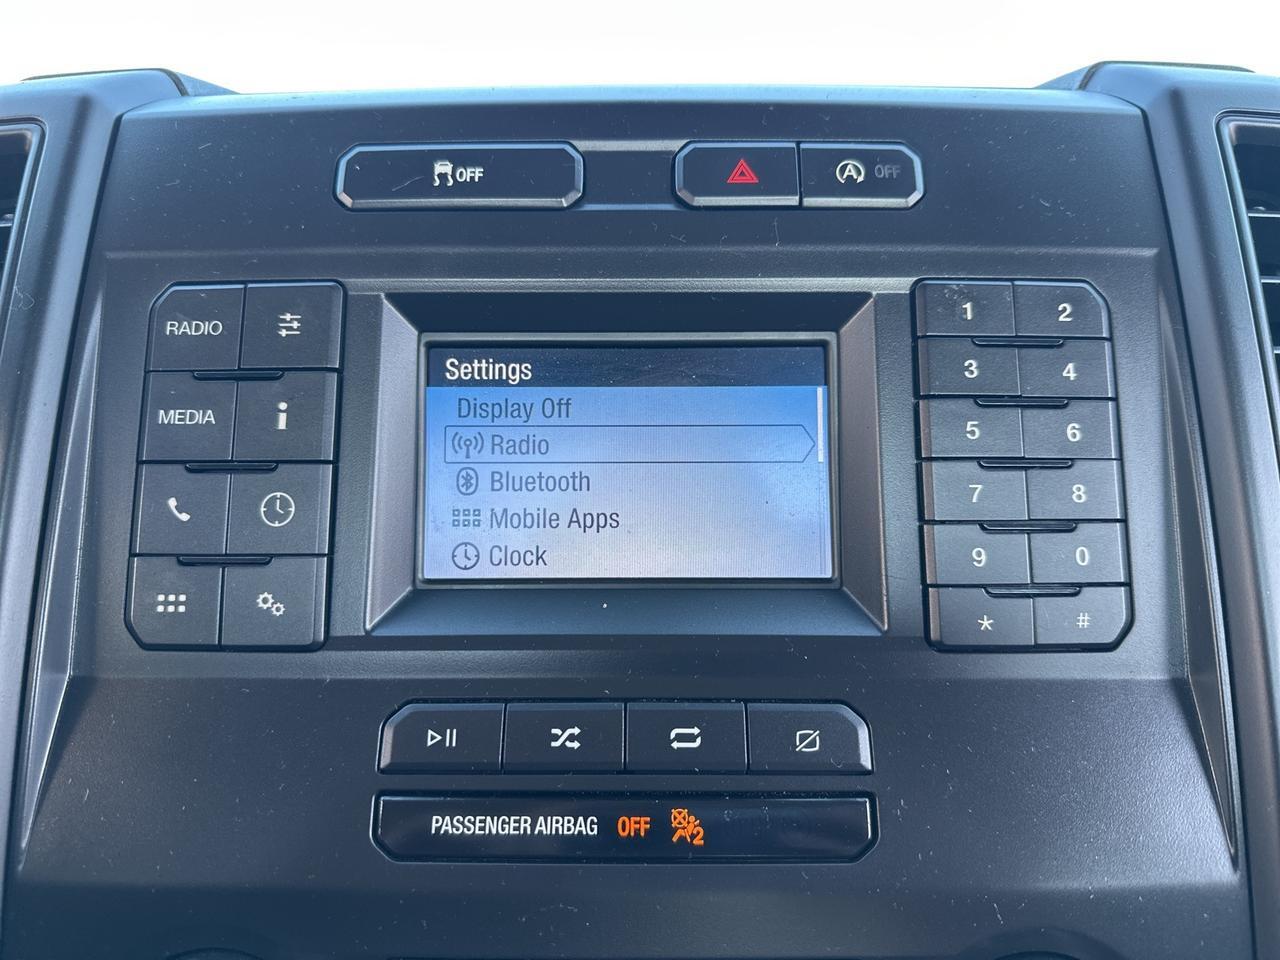 OFF
A OFF
RADIO
MEDIA
i
Settings
Display Off
Radio
Bluetooth
Mobile Apps
Clock
1 2
3 4
5 6
7 8
9 0
* #
PASSENGER AIRBAG OFF 2